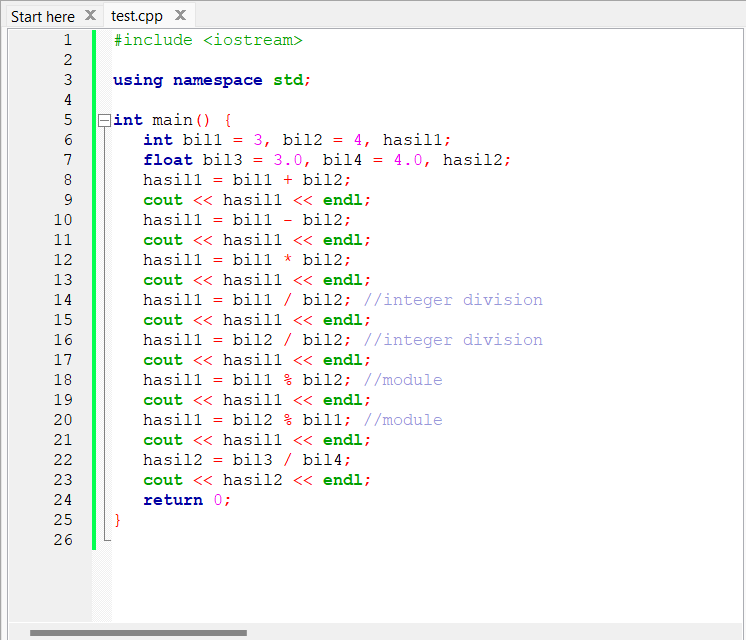 Start here X test.cpp X
1 #include <iostream>
2
3 using namespace std;
4
5 int main() {
6 int bil1 = 3, bil2 = 4, hasil1;
7 float bil3 = 3.0, bil4 = 4.0, hasil2;
8 hasil1 = bil1 + bil2;
9 cout << hasil1 << endl;
10 hasil1 = bil1 - bil2;
11 cout << hasil1 << endl;
12 hasil1 = bil1 * bil2;
13 cout << hasil1 << endl;
14 hasil1 = bil1 / bil2; //integer division
15 cout << hasil1 << endl;
16 hasil1 = bil2 / bil2; //integer division
17 cout << hasil1 << endl;
18 hasil1 = bil1 % bil2; //module
19 cout << hasil1 << endl;
20 hasil1 = bil2 % bil1; //module
21 cout << hasil1 << endl;
22 hasil2 = bil3 / bil4;
23 cout << hasil2 << endl;
24 return 0;
25 }
26